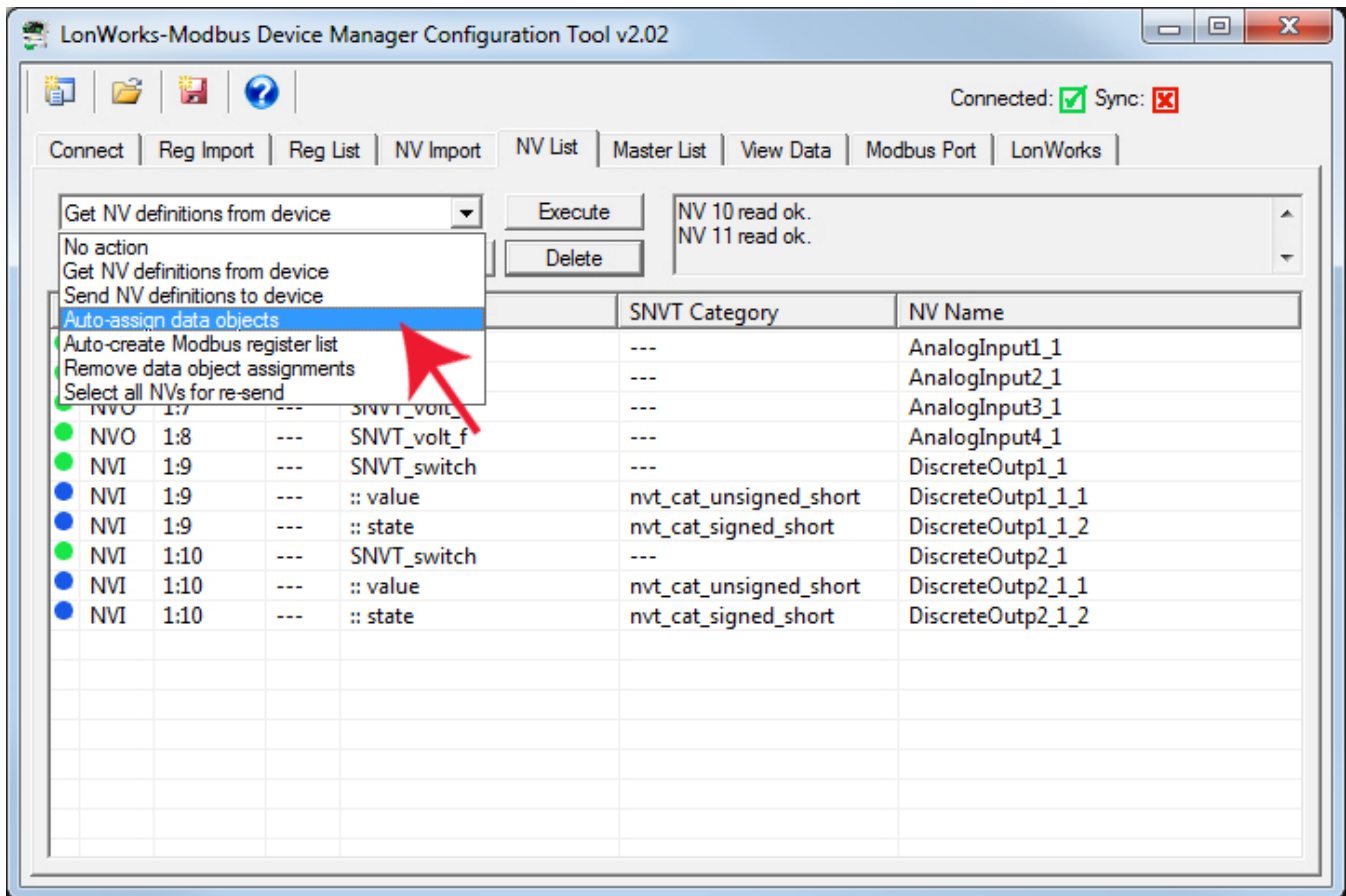 LonWorks-Modbus Device Manager Configuration Tool v2.02
Connected: Sync:
Connect Reg Import Reg List NV Import NV List Master List View Data Modbus Port LonWorks
Get NV definitions from device Execute NV 10 read ok.
NV 11 read ok.
No action
Get NV definitions from device Delete
Send NV definitions to device
Auto-assign data objects SNVT Category NV Name
Auto-create Modbus register list --- AnalogInput1_1
Remove data object assignments --- AnalogInput2_1
Select all NVs for re-send
NVO 1:7 --- SNVT_volt_ --- AnalogInput3_1
NVO 1:8 --- SNVT_volt_f --- AnalogInput4_1
NVI 1:9 --- SNVT_switch --- DiscreteOutp1_1
NVI 1:9 --- :: value nvt_cat_unsigned_short DiscreteOutp1_1_1
NVI 1:9 --- :: state nvt_cat_signed_short DiscreteOutp1_1_2
NVI 1:10 --- SNVT_switch --- DiscreteOutp2_1
NVI 1:10 --- :: value nvt_cat_unsigned_short DiscreteOutp2_1_1
NVI 1:10 --- :: state nvt_cat_signed_short DiscreteOutp2_1_2